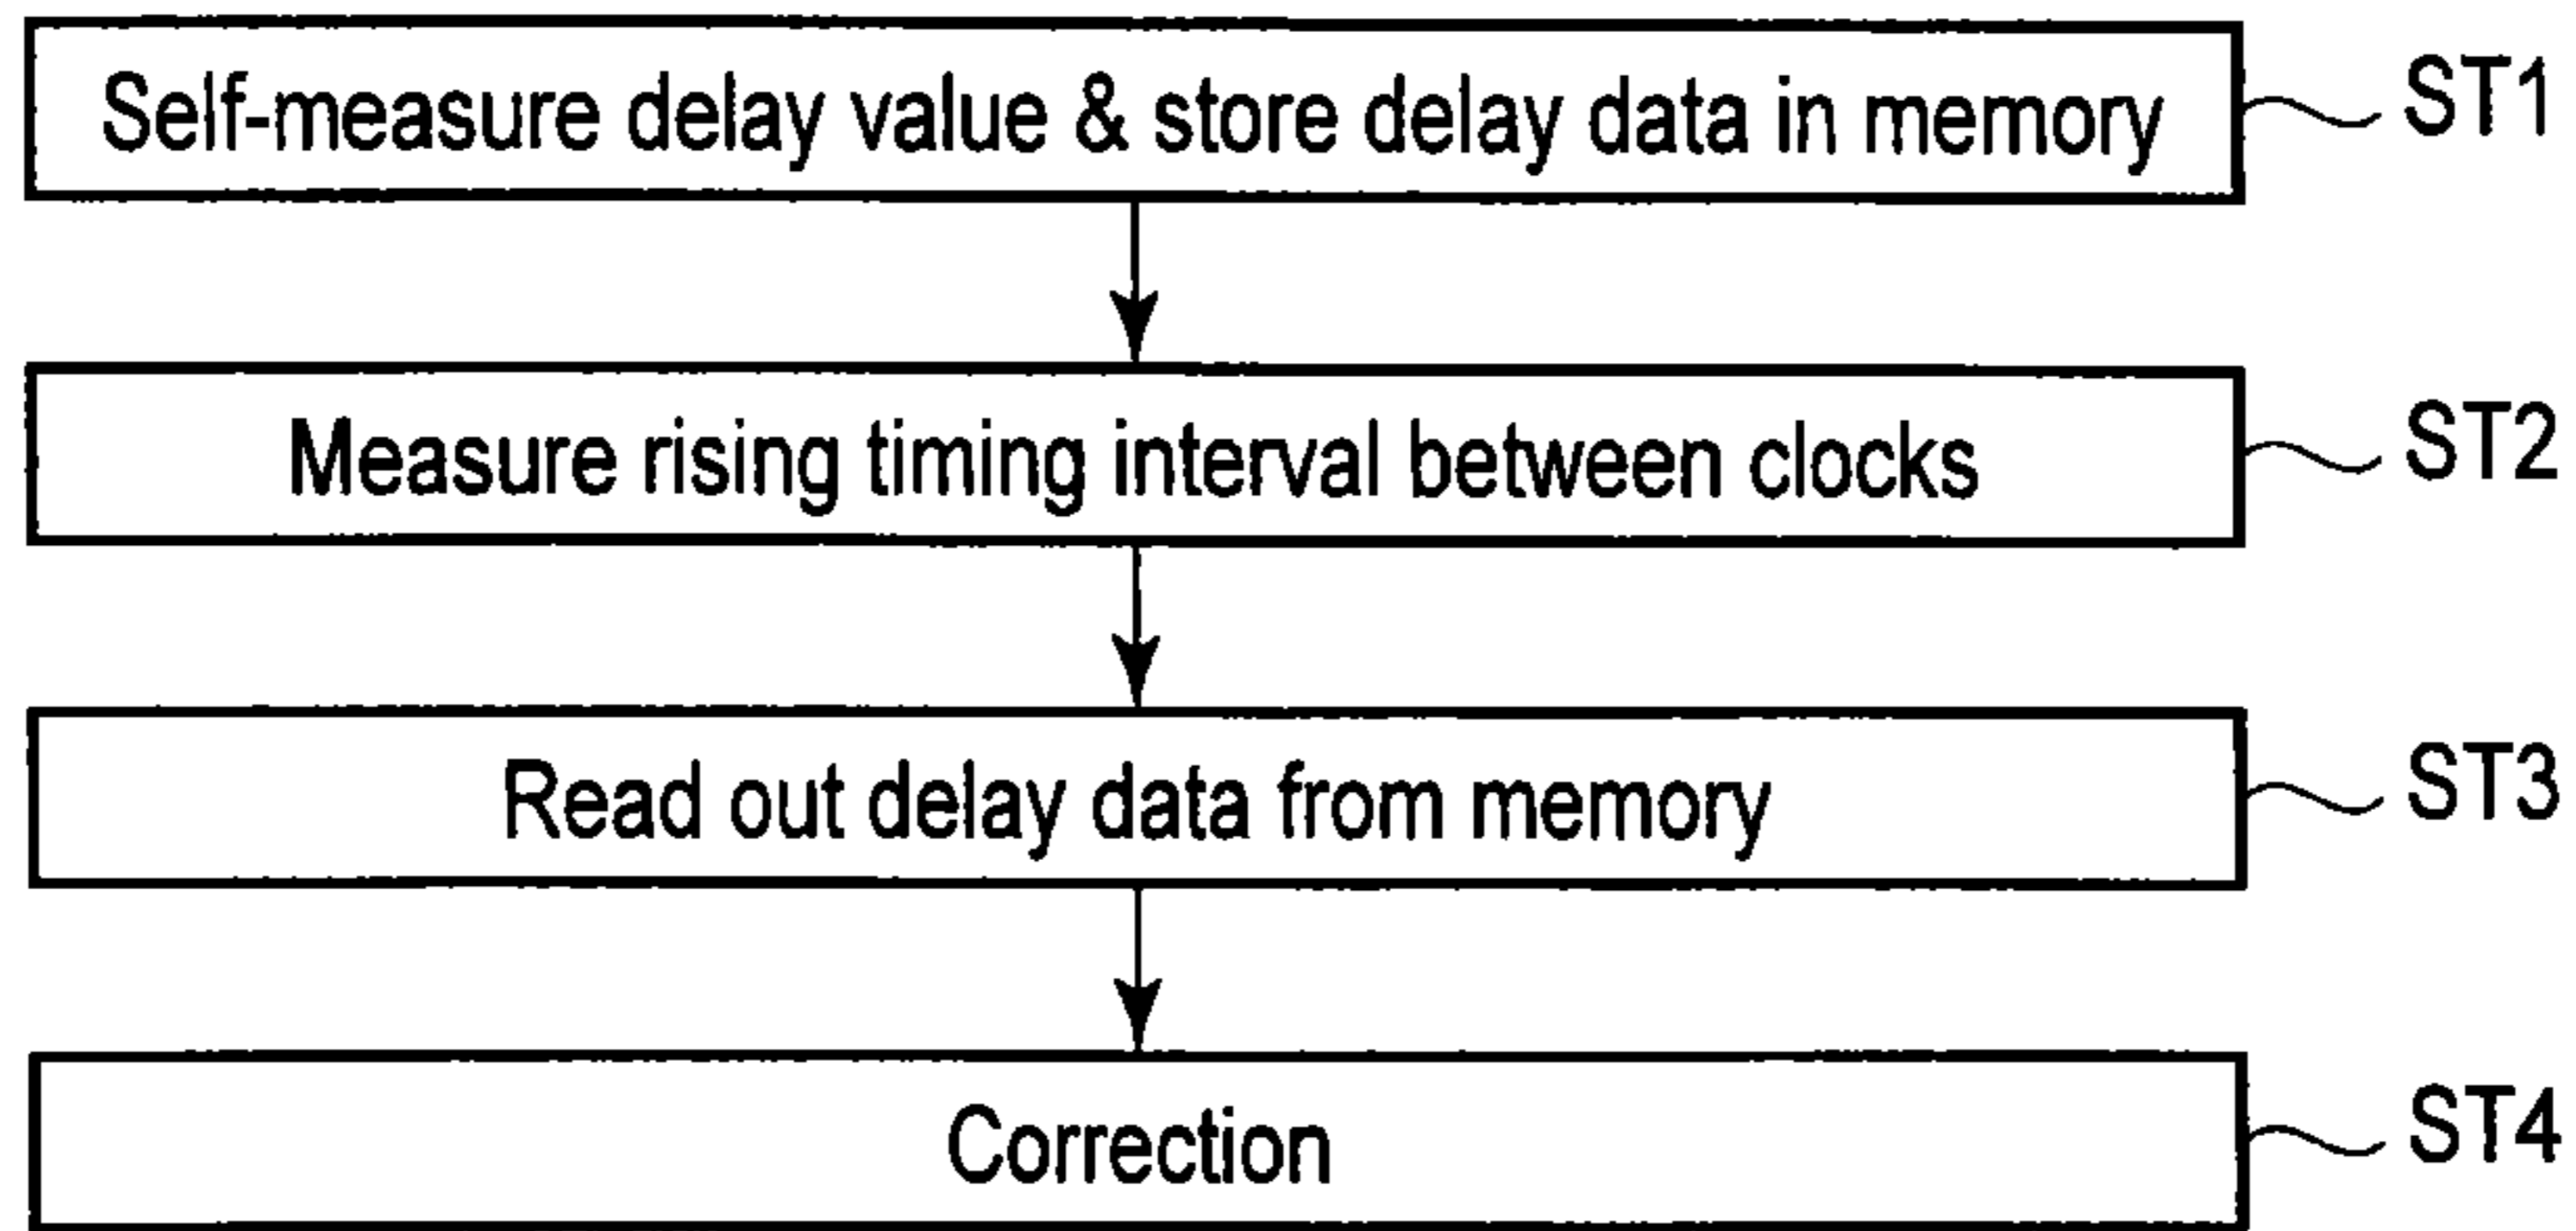 Self-measure delay value & store delay data in memory ST1
Measure rising timing interval between clocks ST2
Read out delay data from memory ST3
Correction ST4